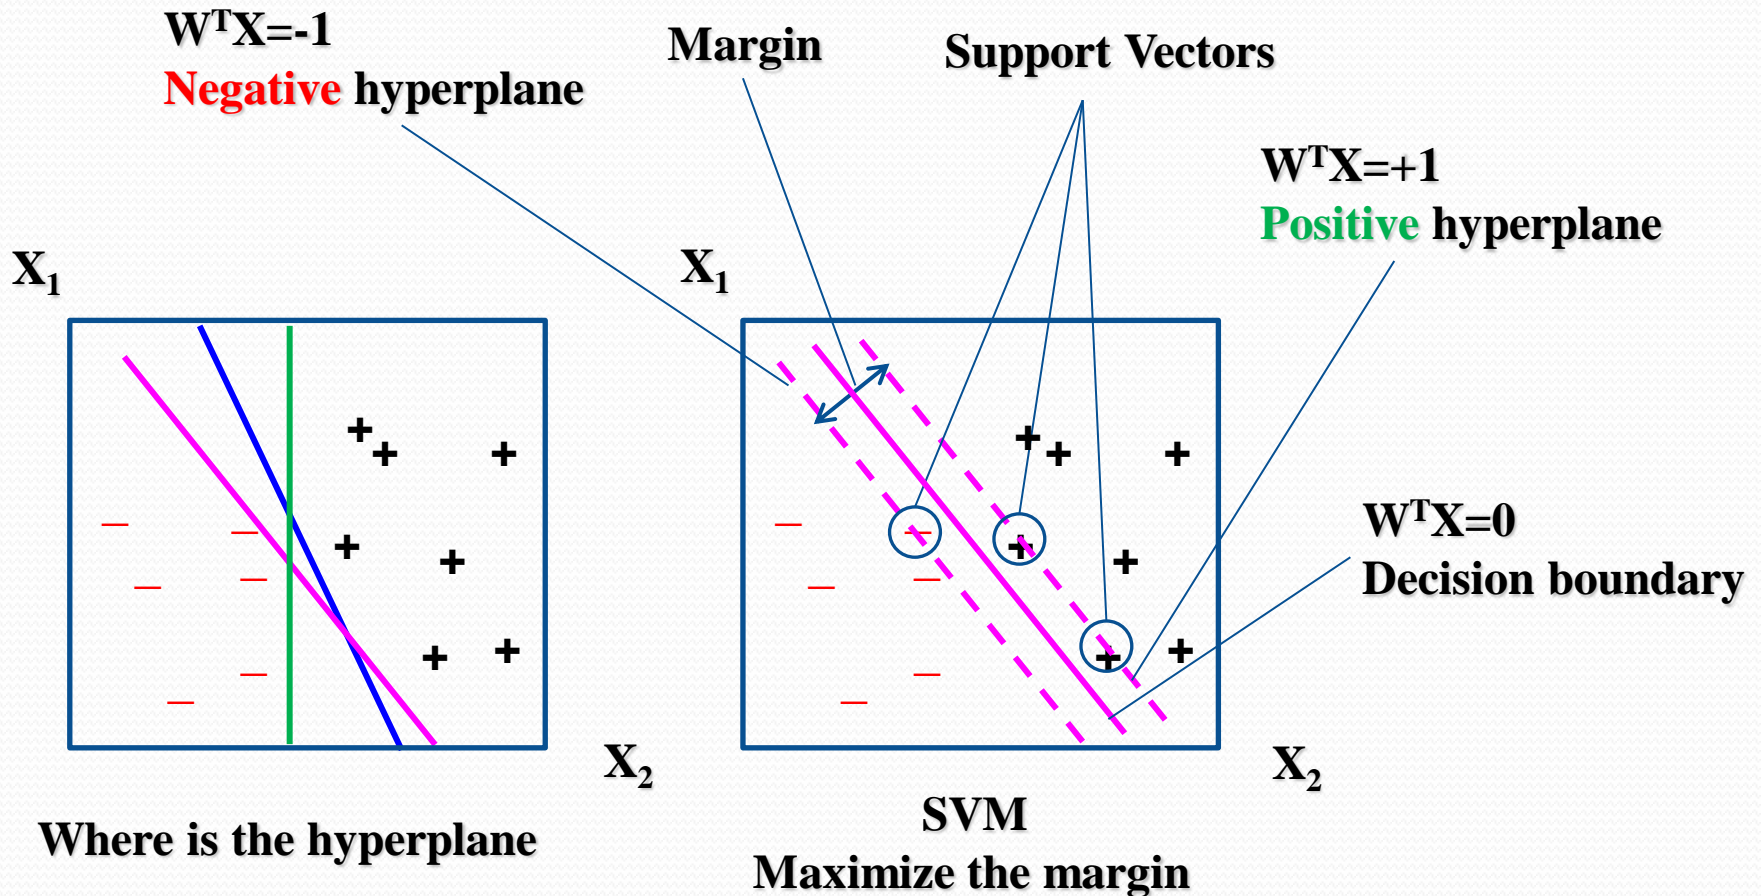 WᵀX=-1
Negative hyperplane
Margin
Support Vectors
WᵀX=+1
Positive hyperplane
X₁
X₁
WᵀX=0
Decision boundary
X₂
X₂
Where is the hyperplane
SVM
Maximize the margin